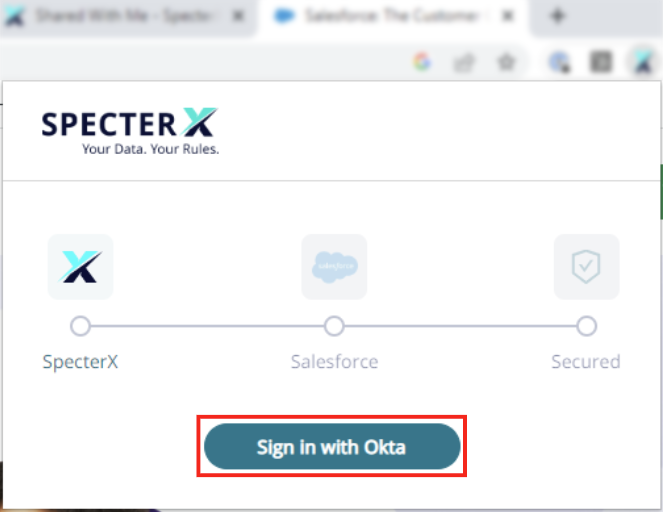 Shared With Me - Specter
Salesforce: The Customer
SPECTERX
Your Data. Your Rules.
salesforce
SpecterX
Salesforce
Secured
Sign in with Okta